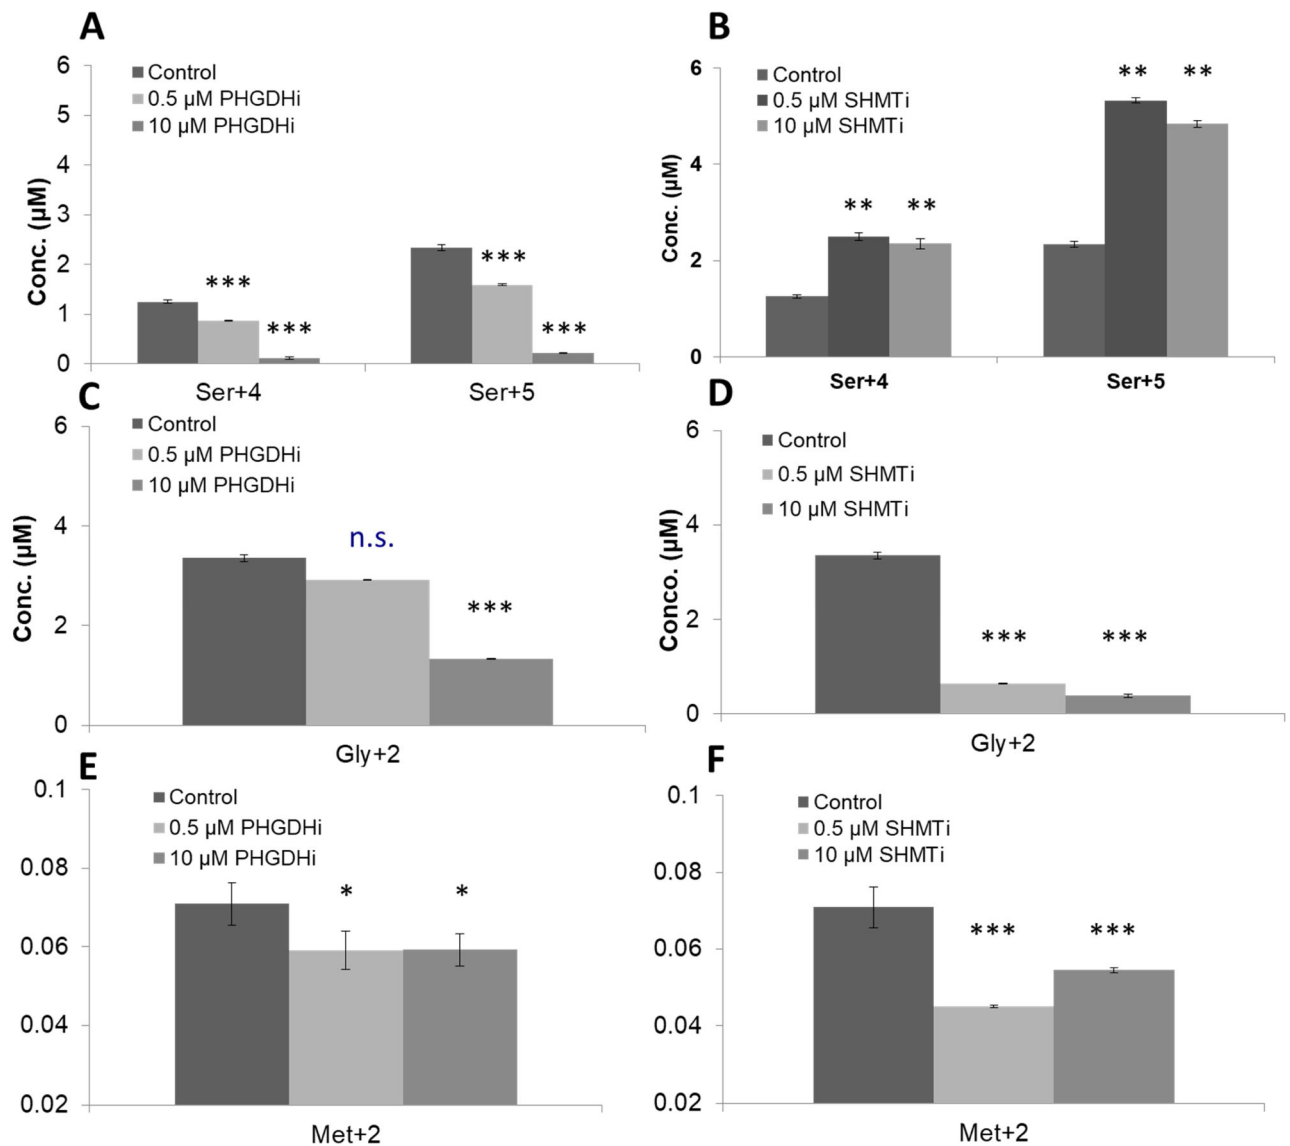 A
6
5
4
3
2
1
0
Conc. (µM)
Control
0.5 µM PHGDHi
10 µM PHGDHi
***
***
***
***
Ser+4
Ser+5
B
6
4
2
0
Conc. (µM)
Control
0.5 µM SHMTi
10 µM SHMTi
**
**
**
**
Ser+4
Ser+5
C
6
4
2
0
Conc. (µM)
Control
0.5 µM PHGDHi
10 µM PHGDHi
n.s.
***
Gly+2
D
6
4
2
0
Conco. (µM)
Control
0.5 µM SHMTi
10 µM SHMTi
***
***
Gly+2
E
0.1
0.08
0.06
0.04
0.02
Control
0.5 µM PHGDHi
10 µM PHGDHi
*
*
Met+2
F
0.1
0.08
0.06
0.04
0.02
Control
0.5 µM SHMTi
10 µM SHMTi
***
***
Met+2